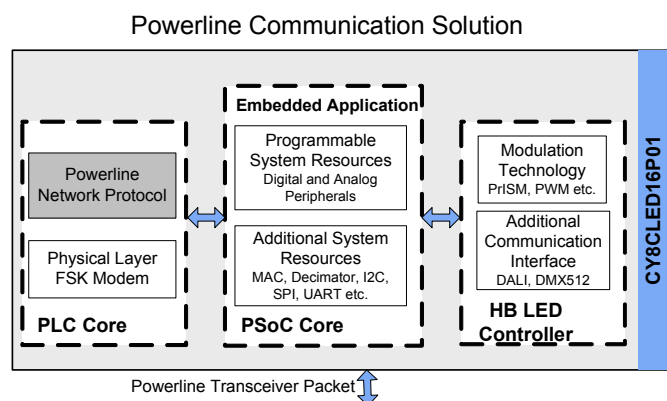 Powerline Communication Solution
Powerline
Network Protocol
Physical Layer
FSK Modem
PLC Core
Embedded Application
Programmable
System Resources
Digital and Analog
Peripherals
Additional System
Resources
MAC, Decimator, I2C,
SPI, UART etc.
PSoC Core
Modulation
Technology
PrISM, PWM etc.
Additional
Communication
Interface
DALI, DMX512
HB LED
Controller
CY8CLED16P01
Powerline Transceiver Packet